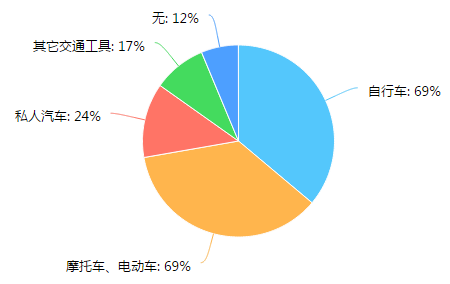 无: 12%
其它交通工具: 17%
自行车: 69%
私人汽车: 24%
摩托车、电动车: 69%